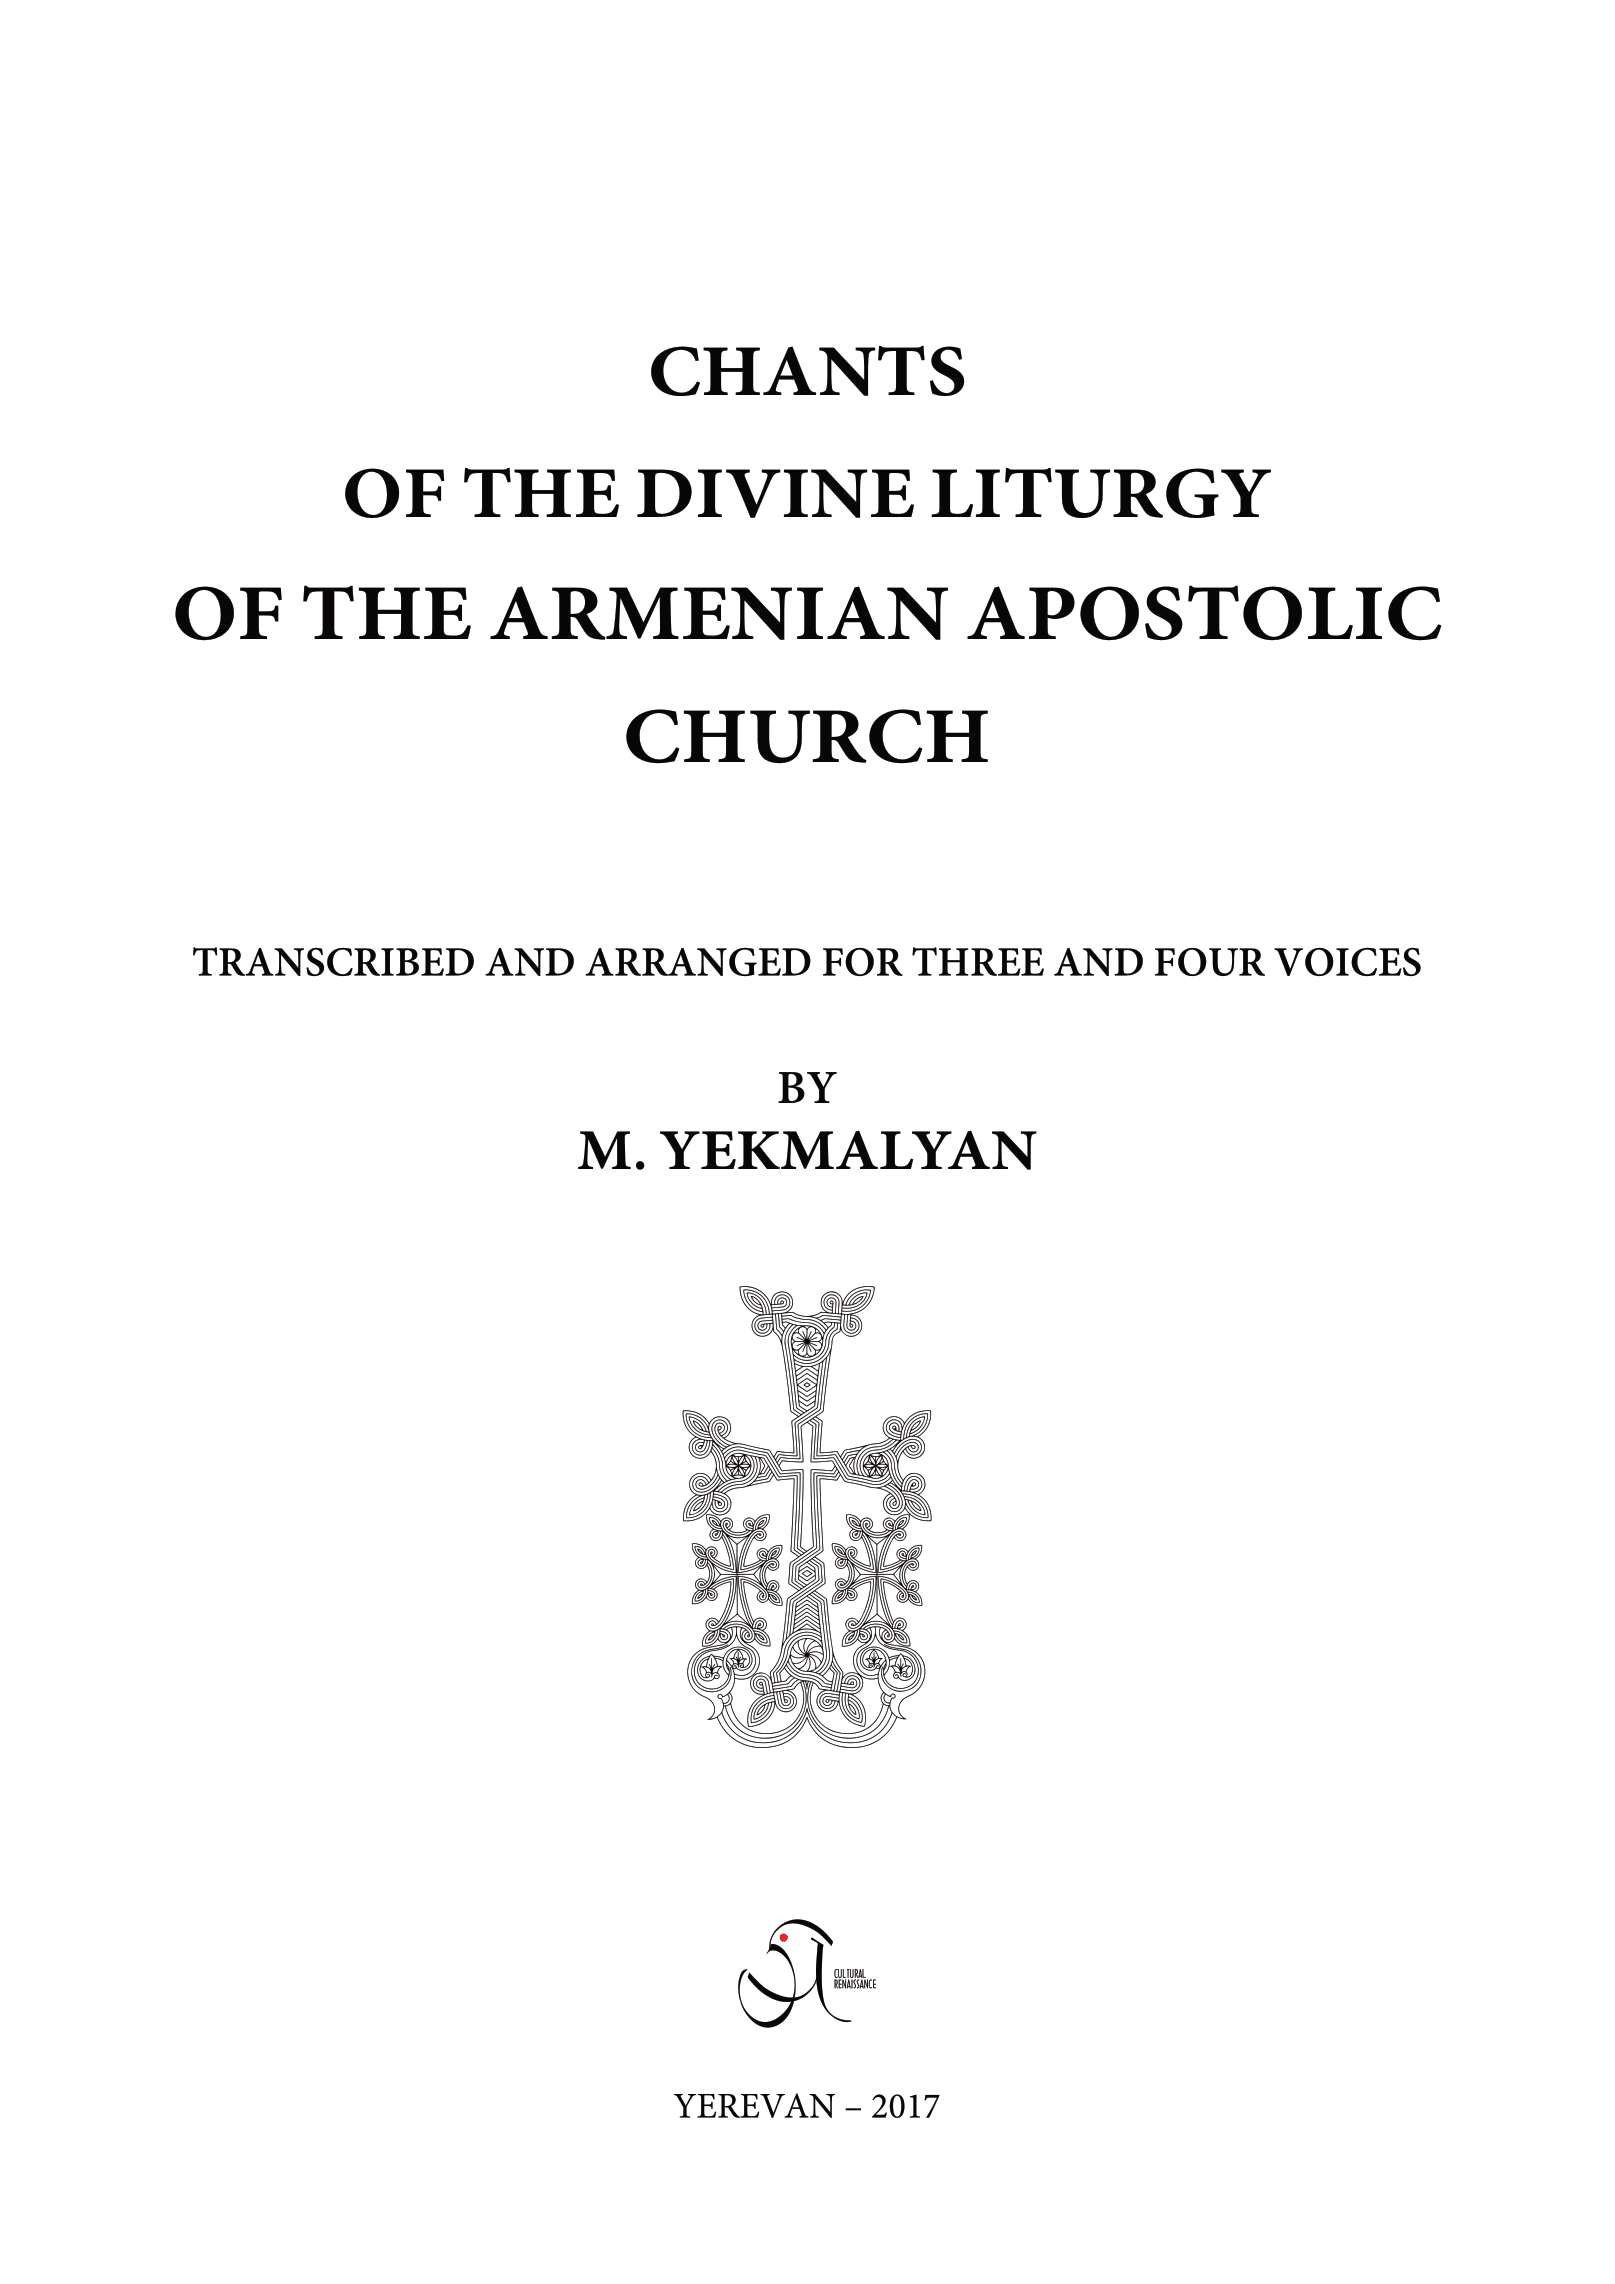 CHANTS
OF THE DIVINE LITURGY
OF THE ARMENIAN APOSTOLIC
CHURCH
TRANSCRIBED AND ARRANGED FOR THREE AND FOUR VOICES
BY
M. YEKMALYAN
CULTURAL
RENAISSANCE
YEREVAN – 2017